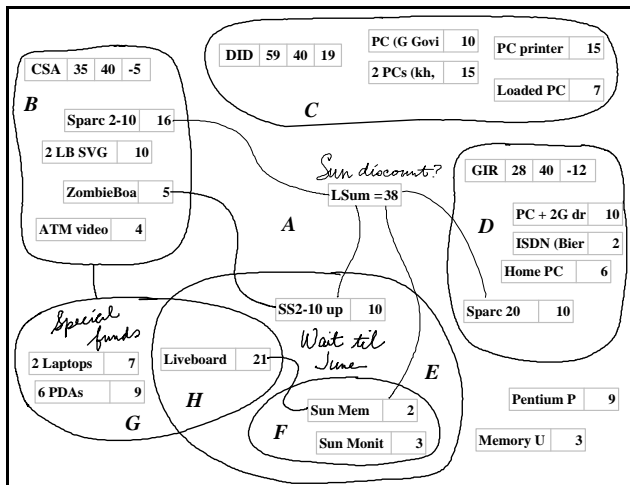 CSA 35 40 -5
B
Sparc 2-10 16
2 LB SVG 10
ZombieBoa 5
ATM video 4
DID 59 40 19
PC (G Govi 10
2 PCs (kh, 15
PC printer 15
Loaded PC 7
C
Sun discount?
LSum = 38
A
GIR 28 40 -12
PC + 2G dr 10
D
ISDN (Bier 2
Home PC 6
Sparc 20 10
SS2-10 up 10
Wait til
June
E
Special
funds
2 Laptops 7
6 PDAs 9
G
Liveboard 21
H
Sun Mem 2
F
Sun Monit 3
Pentium P 9
Memory U 3